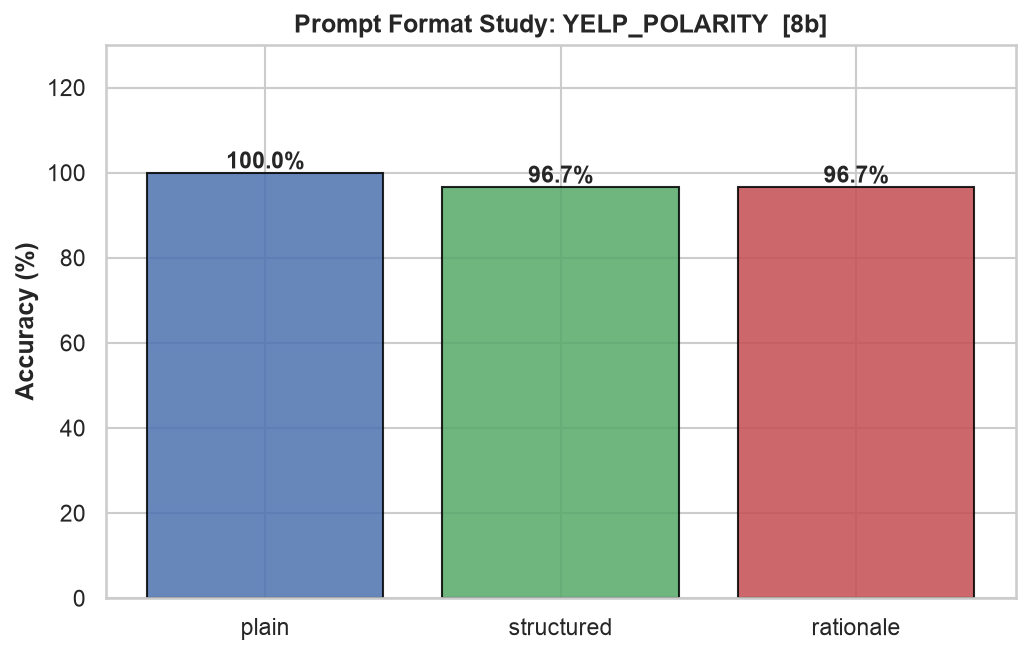 Prompt Format Study: YELP_POLARITY [8b]
120
100
80
60
40
20
0
Accuracy (%)
100.0%
96.7%
96.7%
plain
structured
rationale